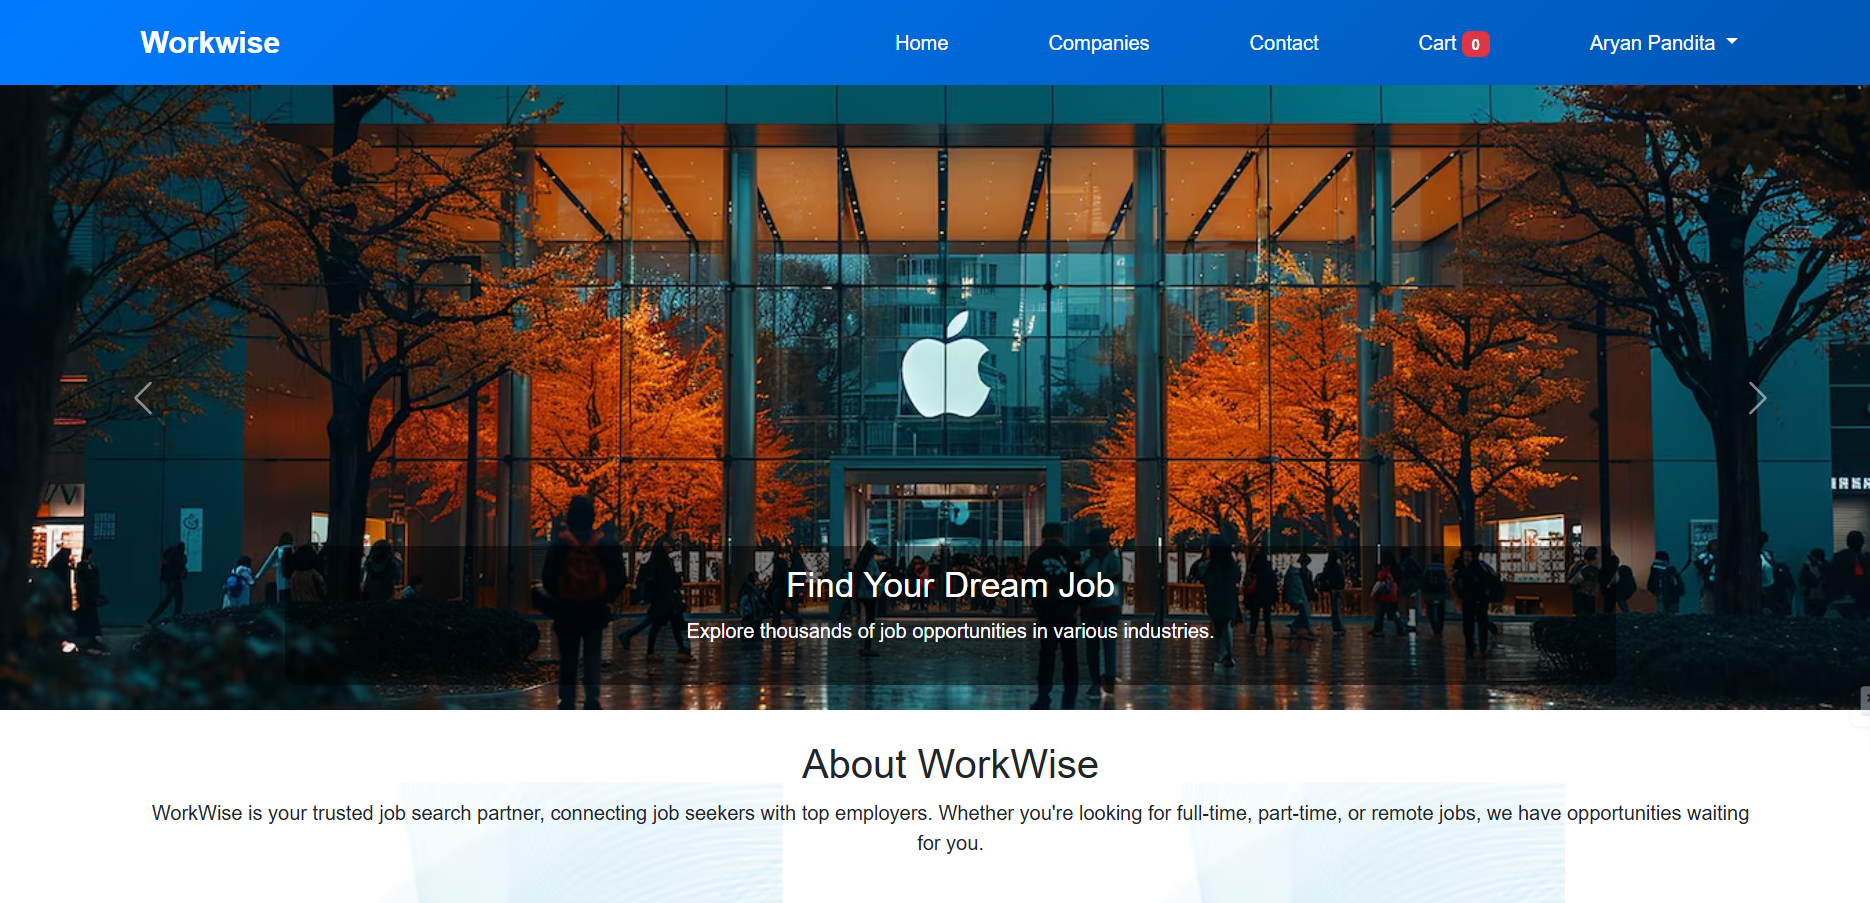 Workwise
Home
Companies
Contact
Cart 0
Aryan Pandita
Find Your Dream Job
Explore thousands of job opportunities in various industries.
About WorkWise
WorkWise is your trusted job search partner, connecting job seekers with top employers. Whether you're looking for full-time, part-time, or remote jobs, we have opportunities waiting
for you.